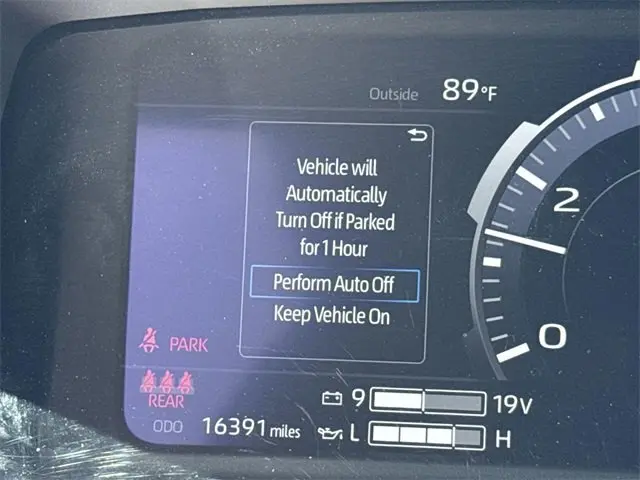 Outside 89°F
Vehicle will
Automatically
Turn Off if Parked
for 1 Hour
Perform Auto Off
Keep Vehicle On
2
0
PARK
REAR
9 19V
ODO 16391 miles
L H